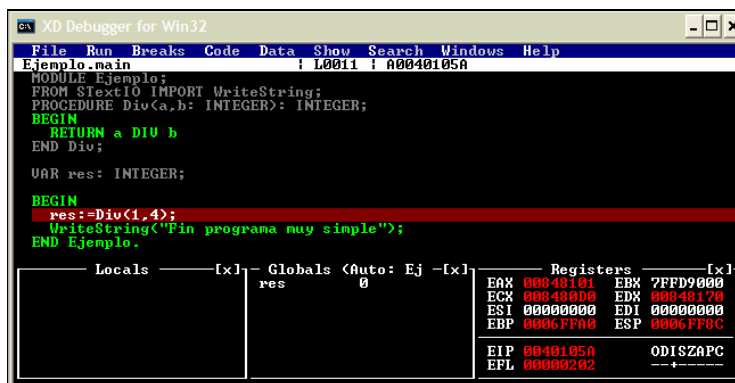 XD Debugger for Win32
File Run Breaks Code Data Show Search Windows Help
Ejemplo.main ¦ L0011 ¦ A0040105A
MODULE Ejemplo;
FROM STextIO IMPORT WriteString;
PROCEDURE Div(a,b: INTEGER): INTEGER;
BEGIN
RETURN a DIV b
END Div;
VAR res: INTEGER;
BEGIN
res:=Div(1,4);
WriteString("Fin programa muy simple");
END Ejemplo.
Locals [x] Globals (Auto: Ej [x] Registers [x]
res 0
EAX 00848101 EBX 7FFD9000
ECX 008480D0 EDX 00848170
ESI 00000000 EDI 00000000
EBP 0006FFA0 ESP 0006FF8C
EIP 0040105A ODISZAPC
EFL 00000202 --+-----